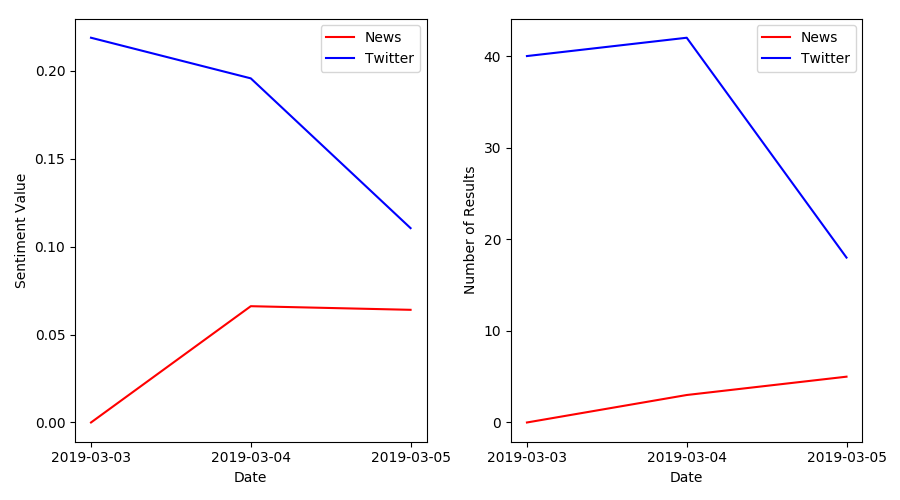 News
Twitter
0.20
0.15
0.10
0.05
0.00
Sentiment Value
2019-03-03
2019-03-04
2019-03-05
Date
News
Twitter
40
30
20
10
0
Number of Results
2019-03-03
2019-03-04
2019-03-05
Date